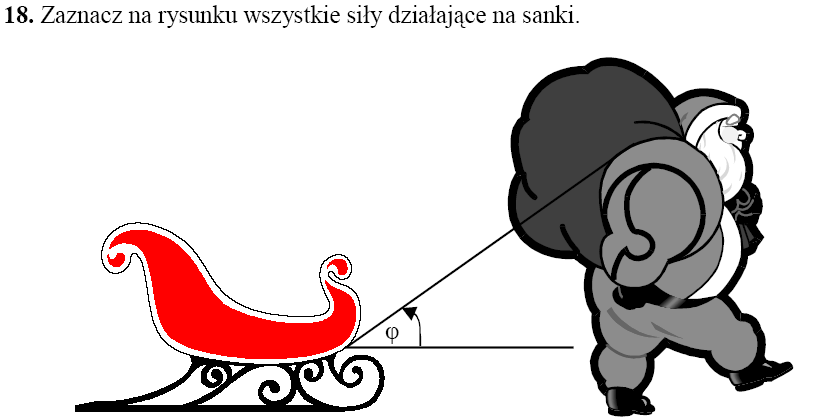 18. Zaznacz na rysunku wszystkie siły działające na sanki.
φ